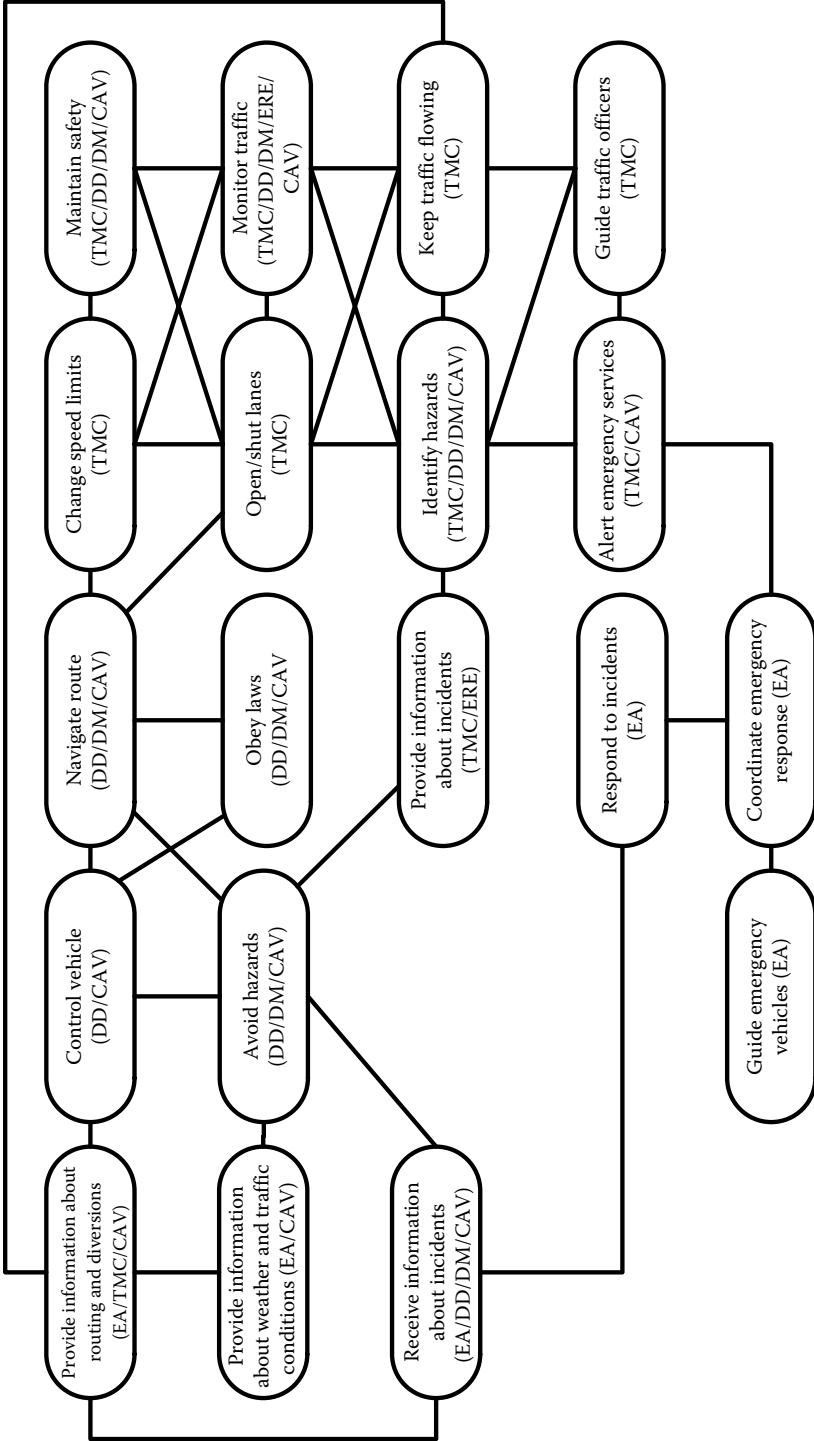 Provide information about
routing and diversions
(EA/TMC/CAV)
Control vehicle
(DD/CAV)
Navigate route
(DD/DM/CAV)
Change speed limits
(TMC)
Maintain safety
(TMC/DD/DM/CAV)
Provide information
about weather and traffic
conditions (EA/CAV)
Avoid hazards
(DD/DM/CAV)
Obey laws
(DD/DM/CAV
Open/shut lanes
(TMC)
Monitor traffic
(TMC/DD/DM/ERE/
CAV)
Receive information
about incidents
(EA/DD/DM/CAV)
Provide information
about incidents
(TMC/ERE)
Identify hazards
(TMC/DD/DM/CAV)
Keep traffic flowing
(TMC)
Respond to incidents
(EA)
Alert emergency services
(TMC/CAV)
Guide traffic officers
(TMC)
Guide emergency
vehicles (EA)
Coordinate emergency
response (EA)